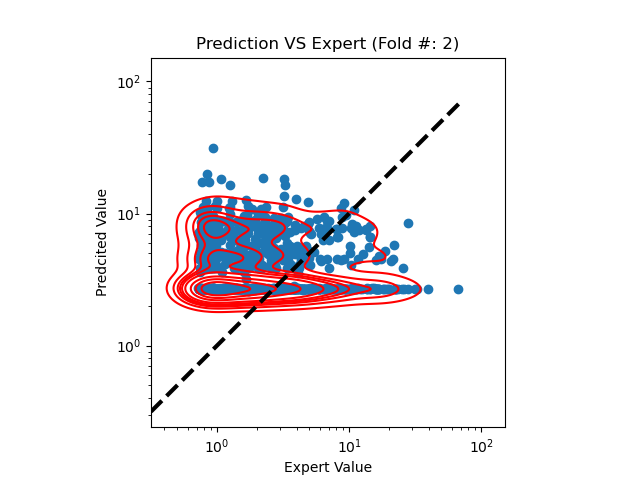 Prediction VS Expert (Fold #: 2)
10²
10¹
10⁰
Predcited Value
10⁰ 10¹ 10²
Expert Value